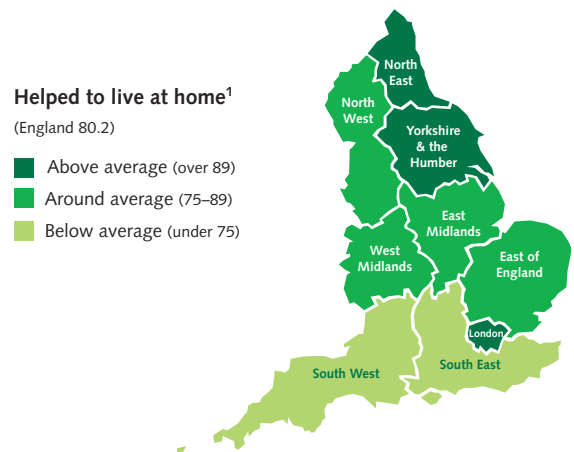 Helped to live at home¹
(England 80.2)
Above average (over 89)
Around average (75–89)
Below average (under 75)
North
East
North
West
Yorkshire
& the
Humber
East
Midlands
West
Midlands
East of
England
London
South East
South West